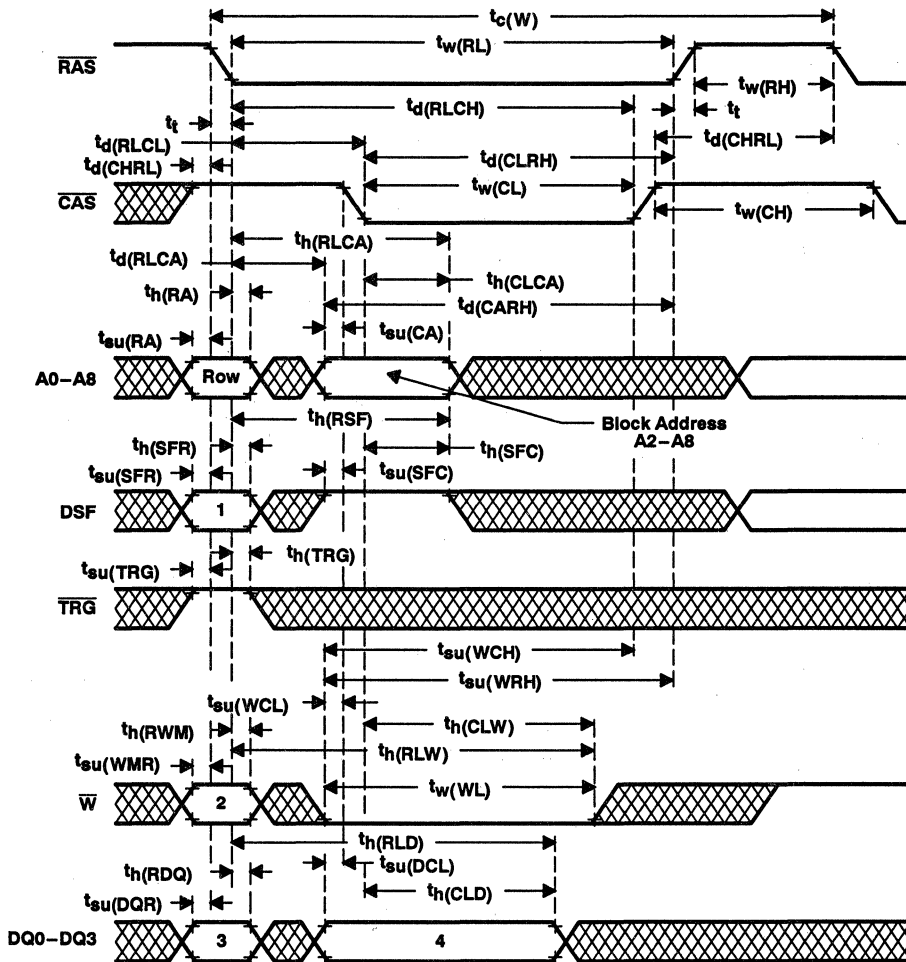 tc(W)
tw(RL)
RAS
tw(RH)
td(RLCH)
tt
tt
td(RLCL)
td(CHRL)
td(CHRL)
td(CLRH)
CAS
tw(CL)
tw(CH)
th(RLCA)
td(RLCA)
th(CLCA)
th(RA)
td(CARH)
tsu(RA)
tsu(CA)
A0–A8
Row
th(RSF)
Block Address
A2–A8
th(SFR)
th(SFC)
tsu(SFR)
tsu(SFC)
DSF
1
th(TRG)
tsu(TRG)
TRG
tsu(WCH)
tsu(WRH)
tsu(WCL)
th(CLW)
th(RWM)
th(RLW)
tsu(WMR)
tw(WL)
W
2
th(RLD)
th(RDQ)
tsu(DCL)
th(CLD)
tsu(DQR)
DQ0–DQ3
3
4